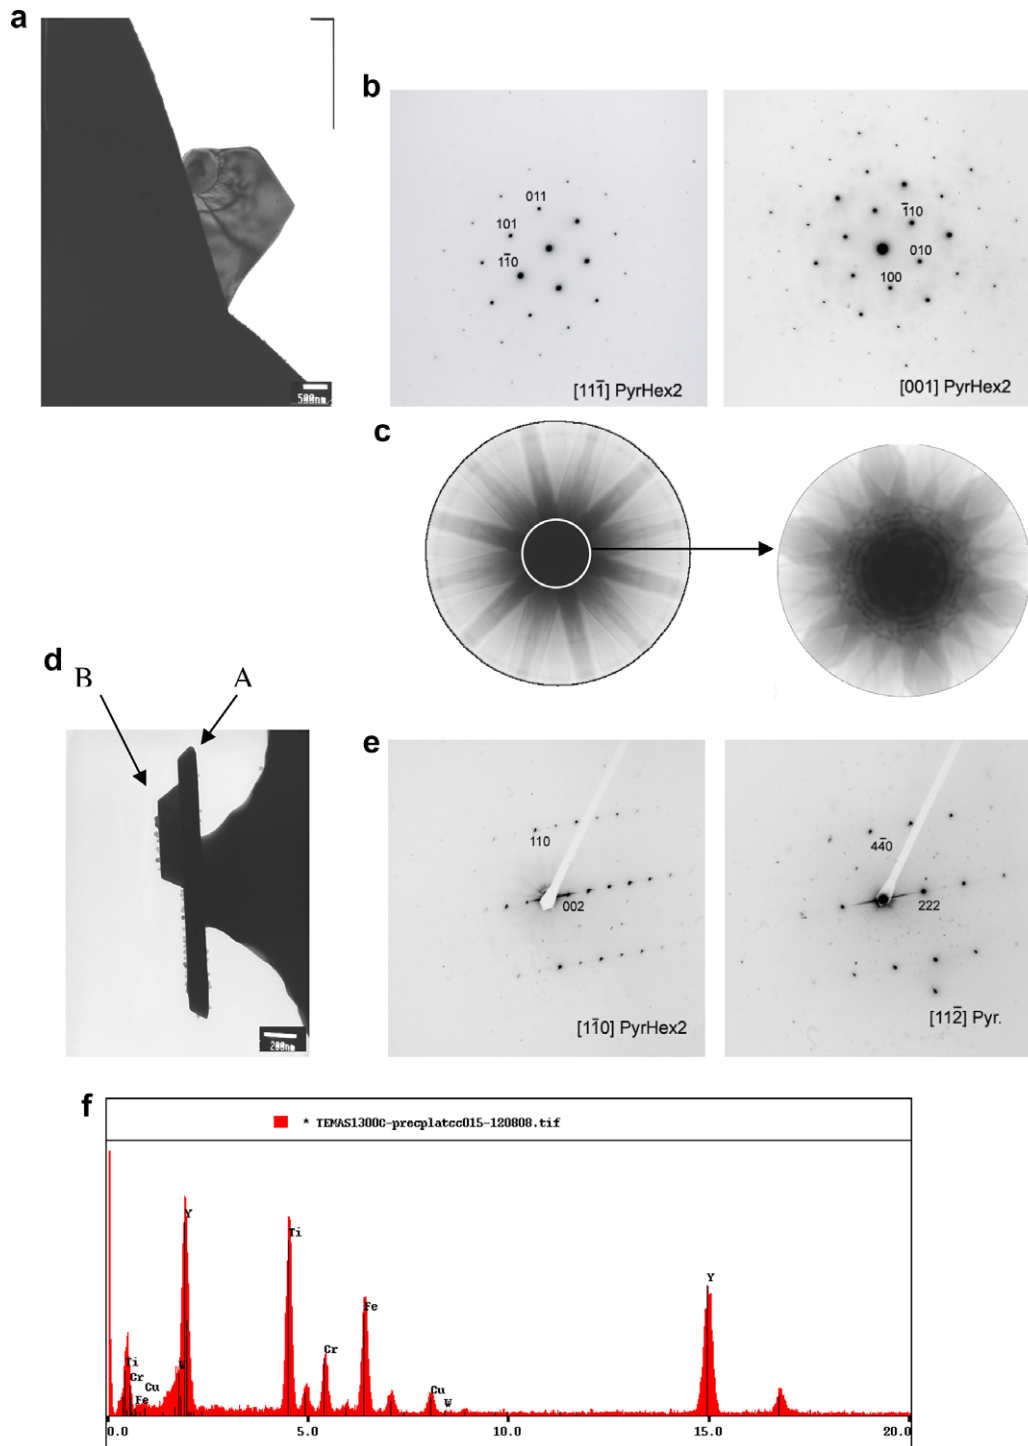 a
500nm
b
011
101
11̅0
[111̅] PyrHex2
1̅10
010
100
[001] PyrHex2
c
d
B
A
200nm
e
110
002
[11̅0] PyrHex2
44̅0
222
[112̅] Pyr.
f
* TEMAS1300C-precplatcc015-120808.tif
Y
Ti
Y
Fe
Cr
Ti
Cr
Cu
Fe
W
Cu
W
0.0
5.0
10.0
15.0
20.0